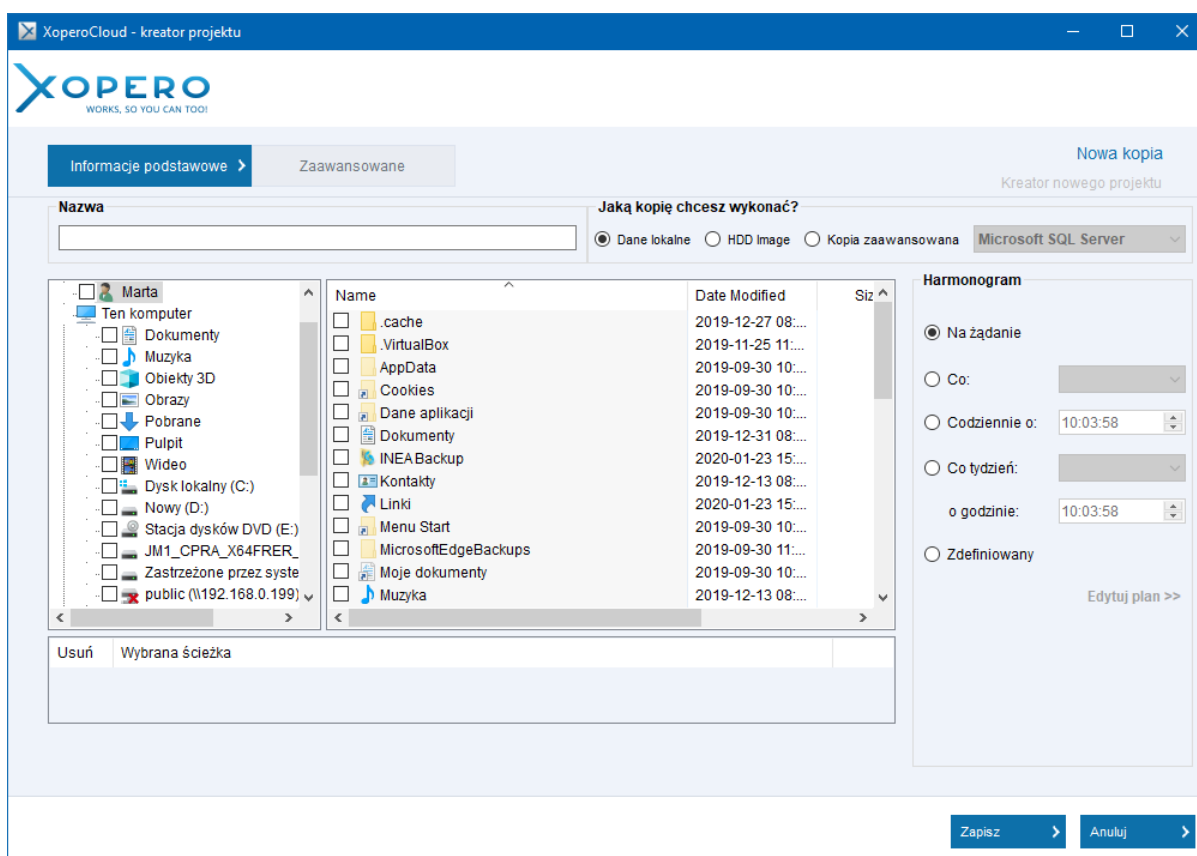 XoperoCloud - kreator projektu
XOPERO
WORKS, SO YOU CAN TOO!
Informacje podstawowe
Zaawansowane
Nowa kopia
Kreator nowego projektu
Nazwa
Jaką kopię chcesz wykonać?
Dane lokalne
HDD Image
Kopia zaawansowana
Microsoft SQL Server
Marta
Ten komputer
Dokumenty
Muzyka
Obiekty 3D
Obrazy
Pobrane
Pulpit
Wideo
Dysk lokalny (C:)
Nowy (D:)
Stacja dysków DVD (E:)
JM1_CPRA_X64FRER_
Zastrzeżone przez syste
public (\\192.168.0.199)
Name Date Modified Siz
.cache 2019-12-27 08:...
.VirtualBox 2019-11-25 11:...
AppData 2019-09-30 10:...
Cookies 2019-09-30 10:...
Dane aplikacji 2019-09-30 10:...
Dokumenty 2019-12-31 08:...
INEABackup 2020-01-23 15:...
Kontakty 2019-12-13 08:...
Linki 2020-01-23 15:...
Menu Start 2019-09-30 10:...
MicrosoftEdgeBackups 2019-09-30 11:...
Moje dokumenty 2019-09-30 10:...
Muzyka 2019-12-13 08:...
Harmonogram
Na żądanie
Co:
Codziennie o: 10:03:58
Co tydzień:
o godzinie: 10:03:58
Zdefiniowany
Edytuj plan >>
Usuń Wybrana ścieżka
Zapisz
Anuluj